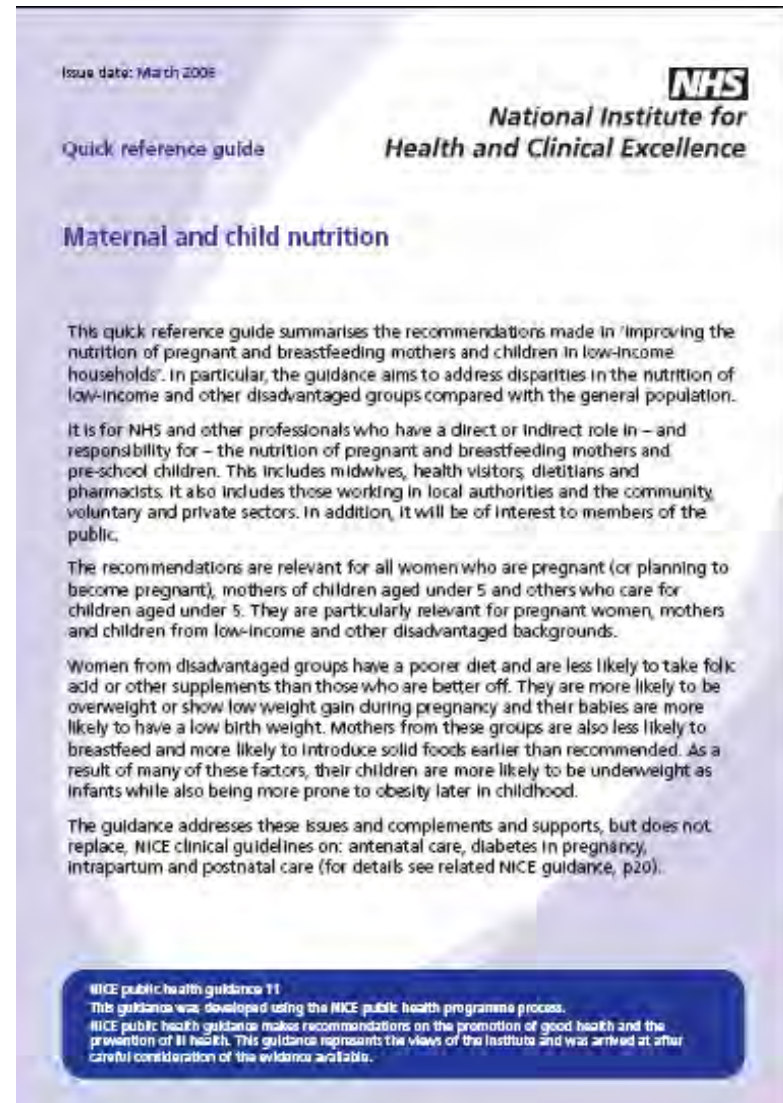 Issue date: March 2008
NHS
National Institute for
Health and Clinical Excellence
Quick reference guide
Maternal and child nutrition
This quick reference guide summarises the recommendations made in ‘Improving the
nutrition of pregnant and breastfeeding mothers and children in low-income
households’. In particular, the guidance aims to address disparities in the nutrition of
low-income and other disadvantaged groups compared with the general population.
It is for NHS and other professionals who have a direct or indirect role in – and
responsibility for – the nutrition of pregnant and breastfeeding mothers and
pre-school children. This includes midwives, health visitors, dietitians and
pharmacists. It also includes those working in local authorities and the community,
voluntary and private sectors. In addition, it will be of interest to members of the
public.
The recommendations are relevant for all women who are pregnant (or planning to
become pregnant), mothers of children aged under 5 and others who care for
children aged under 5. They are particularly relevant for pregnant women, mothers
and children from low-income and other disadvantaged backgrounds.
Women from disadvantaged groups have a poorer diet and are less likely to take folic
acid or other supplements than those who are better off. They are more likely to be
overweight or show low weight gain during pregnancy and their babies are more
likely to have a low birth weight. Mothers from these groups are also less likely to
breastfeed and more likely to introduce solid foods earlier than recommended. As a
result of many of these factors, their children are more likely to be underweight as
infants while also being more prone to obesity later in childhood.
The guidance addresses these issues and complements and supports, but does not
replace, NICE clinical guidelines on: antenatal care, diabetes in pregnancy,
intrapartum and postnatal care (for details see related NICE guidance, p20).
NICE public health guidance 11
This guidance was developed using the NICE public health programme process.
NICE public health guidance makes recommendations on the promotion of good health and the
prevention of ill health. This guidance represents the views of the Institute and was arrived at after
careful consideration of the evidence available.